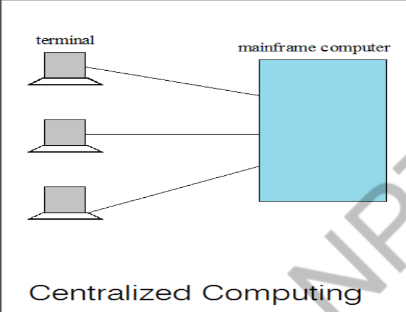 terminal
mainframe computer
Centralized Computing